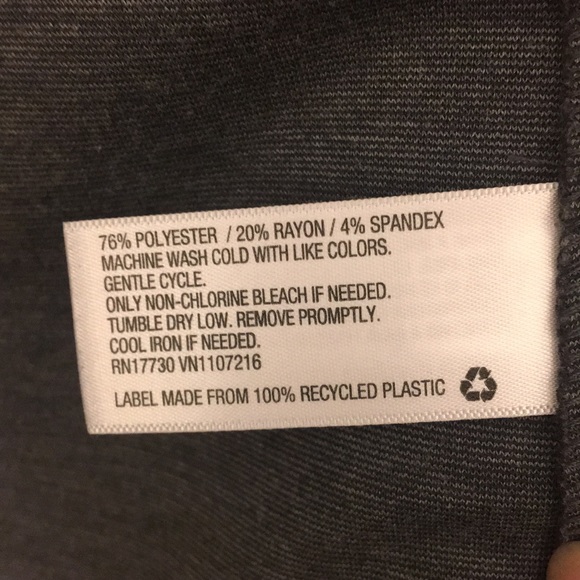 76% POLYESTER / 20% RAYON / 4% SPANDEX
MACHINE WASH COLD WITH LIKE COLORS.
GENTLE CYCLE.
ONLY NON-CHLORINE BLEACH IF NEEDED.
TUMBLE DRY LOW. REMOVE PROMPTLY.
COOL IRON IF NEEDED.
RN17730 VN1107216
LABEL MADE FROM 100% RECYCLED PLASTIC